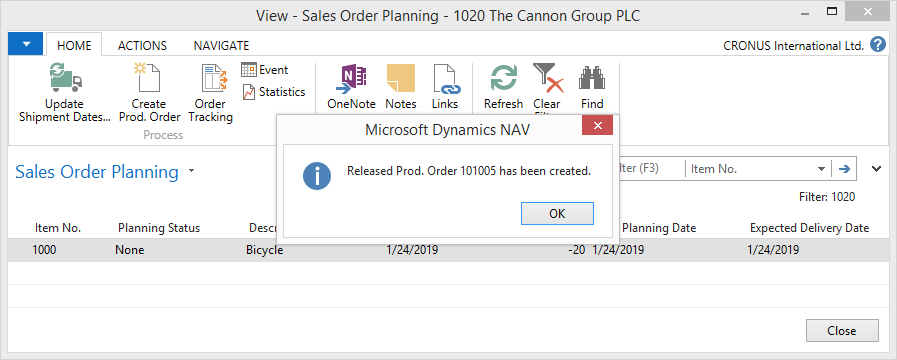 View - Sales Order Planning - 1020 The Cannon Group PLC
HOME ACTIONS NAVIGATE
CRONUS International Ltd.
Update Shipment Dates...
Create Prod. Order
Order Tracking
Event
Statistics
OneNote
Notes
Links
Refresh
Clear
Find
Process
Microsoft Dynamics NAV
Released Prod. Order 101005 has been created.
OK
Sales Order Planning
(F3)
Item No.
Filter: 1020
Item No. Planning Status Planning Date Expected Delivery Date
1000 None Bicycle 1/24/2019 -20 1/24/2019 1/24/2019
Close